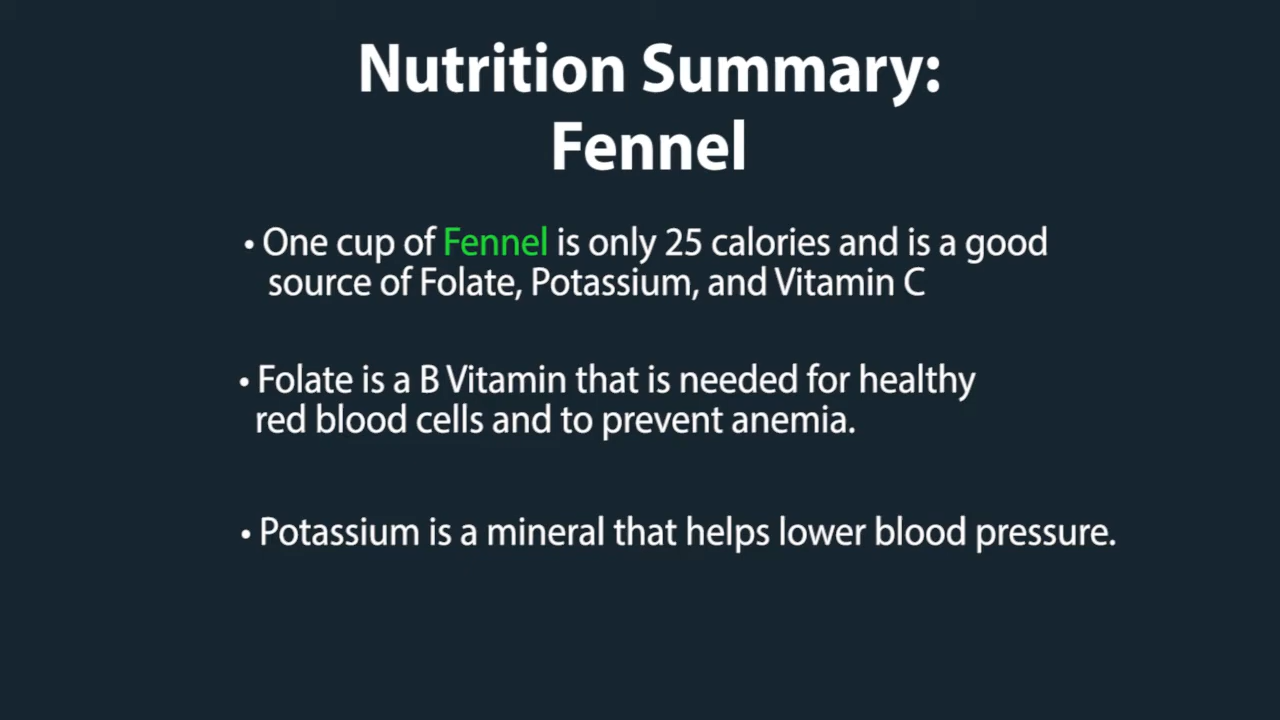 Nutrition Summary:
Fennel
• One cup of Fennel is only 25 calories and is a good
source of Folate, Potassium, and Vitamin C
• Folate is a B Vitamin that is needed for healthy
red blood cells and to prevent anemia.
• Potassium is a mineral that helps lower blood pressure.